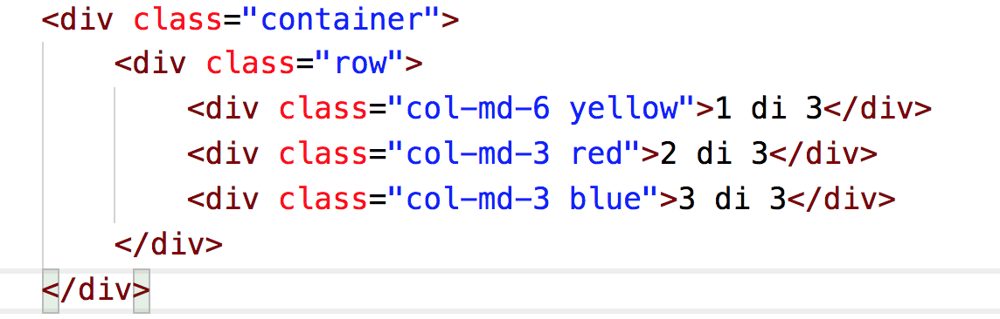 <div class="container">
<div class="row">
<div class="col-md-6 yellow">1 di 3</div>
<div class="col-md-3 red">2 di 3</div>
<div class="col-md-3 blue">3 di 3</div>
</div>
</div>